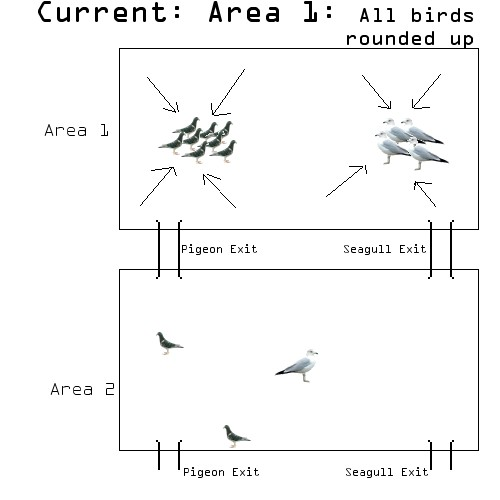 Current: Area 1: All birds
rounded up
Area 1
Pigeon Exit
Seagull Exit
Area 2
Pigeon Exit
Seagull Exit